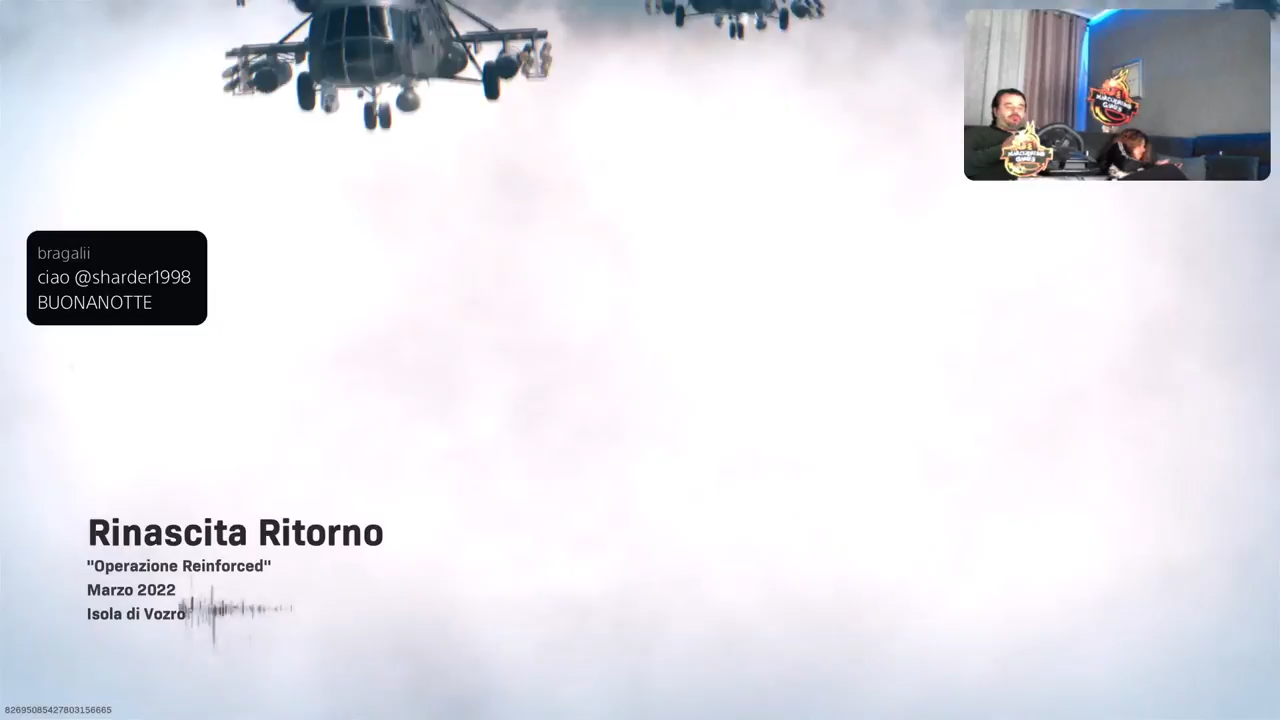 bragalii
ciao @sharder1998
BUONANOTTE
Rinascita Ritorno
"Operazione Reinforced"
Marzo 2022
Isola di Vozro
82695085427803156665